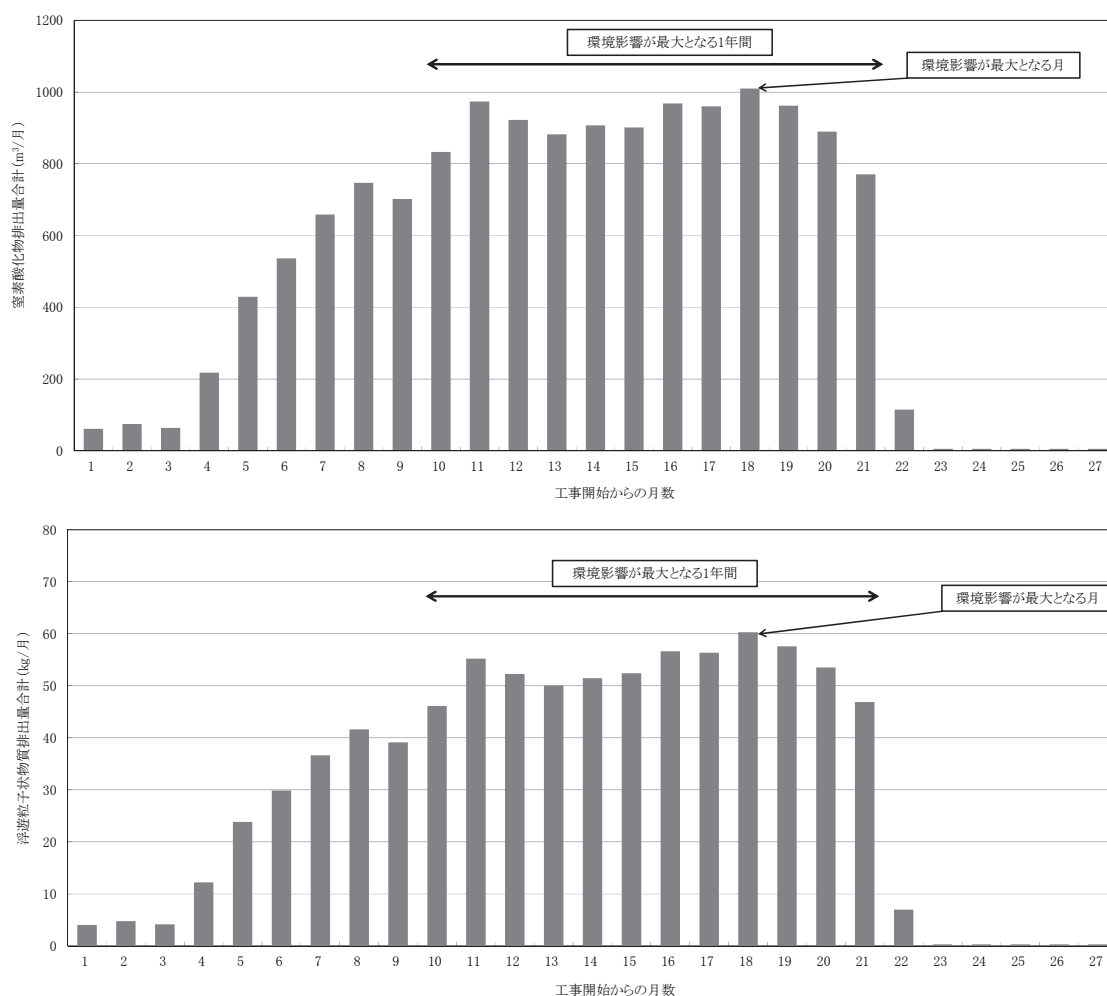 1200
環境影響が最大となる1年間
環境影響が最大となる月
1000
800
600
400
200
0
窒素酸化物排出量合計(m³/月)
1 2 3 4 5 6 7 8 9 10 11 12 13 14 15 16 17 18 19 20 21 22 23 24 25 26 27
工事開始からの月数
80
環境影響が最大となる1年間
70
環境影響が最大となる月
60
50
40
30
20
10
0
浮遊粒子状物質排出量合計(kg/月)
1 2 3 4 5 6 7 8 9 10 11 12 13 14 15 16 17 18 19 20 21 22 23 24 25 26 27
工事開始からの月数